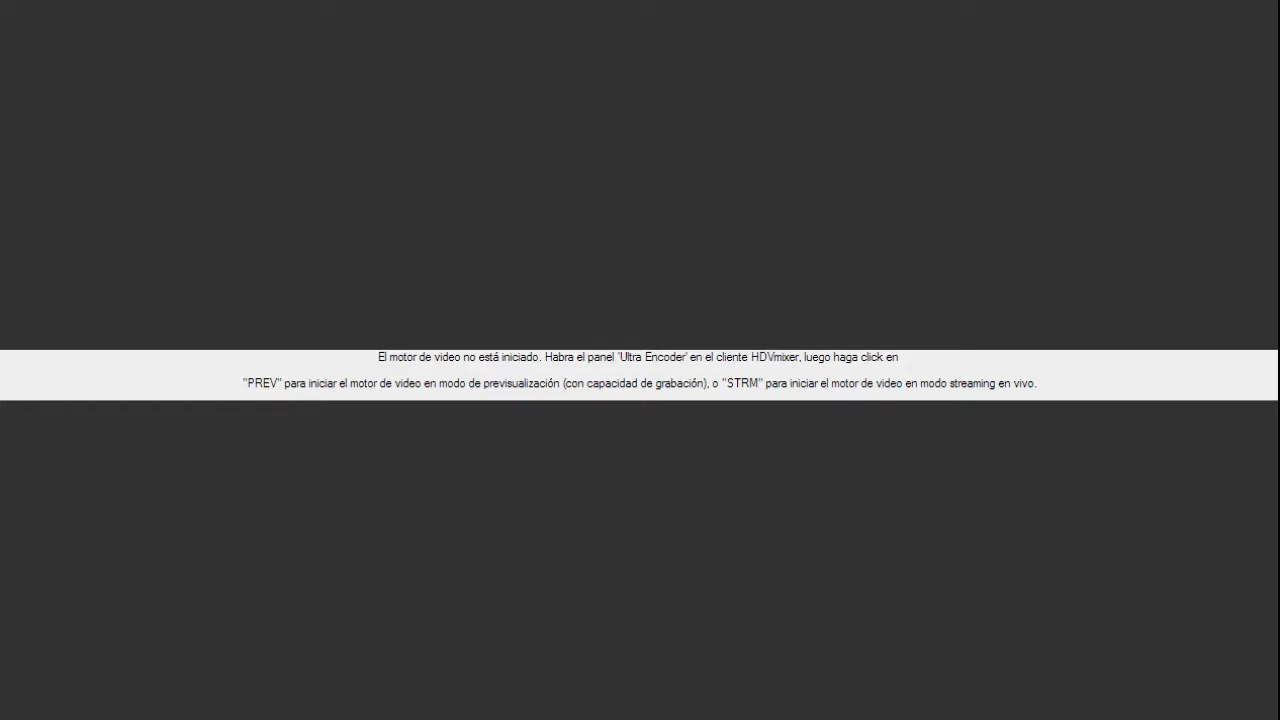 El motor de video no está iniciado. Habra el panel 'Ultra Encoder' en el cliente HDVmixer, luego haga click en
"PREV" para iniciar el motor de video en modo de previsualización (con capacidad de grabación), o "STRM" para iniciar el motor de video en modo streaming en vivo.